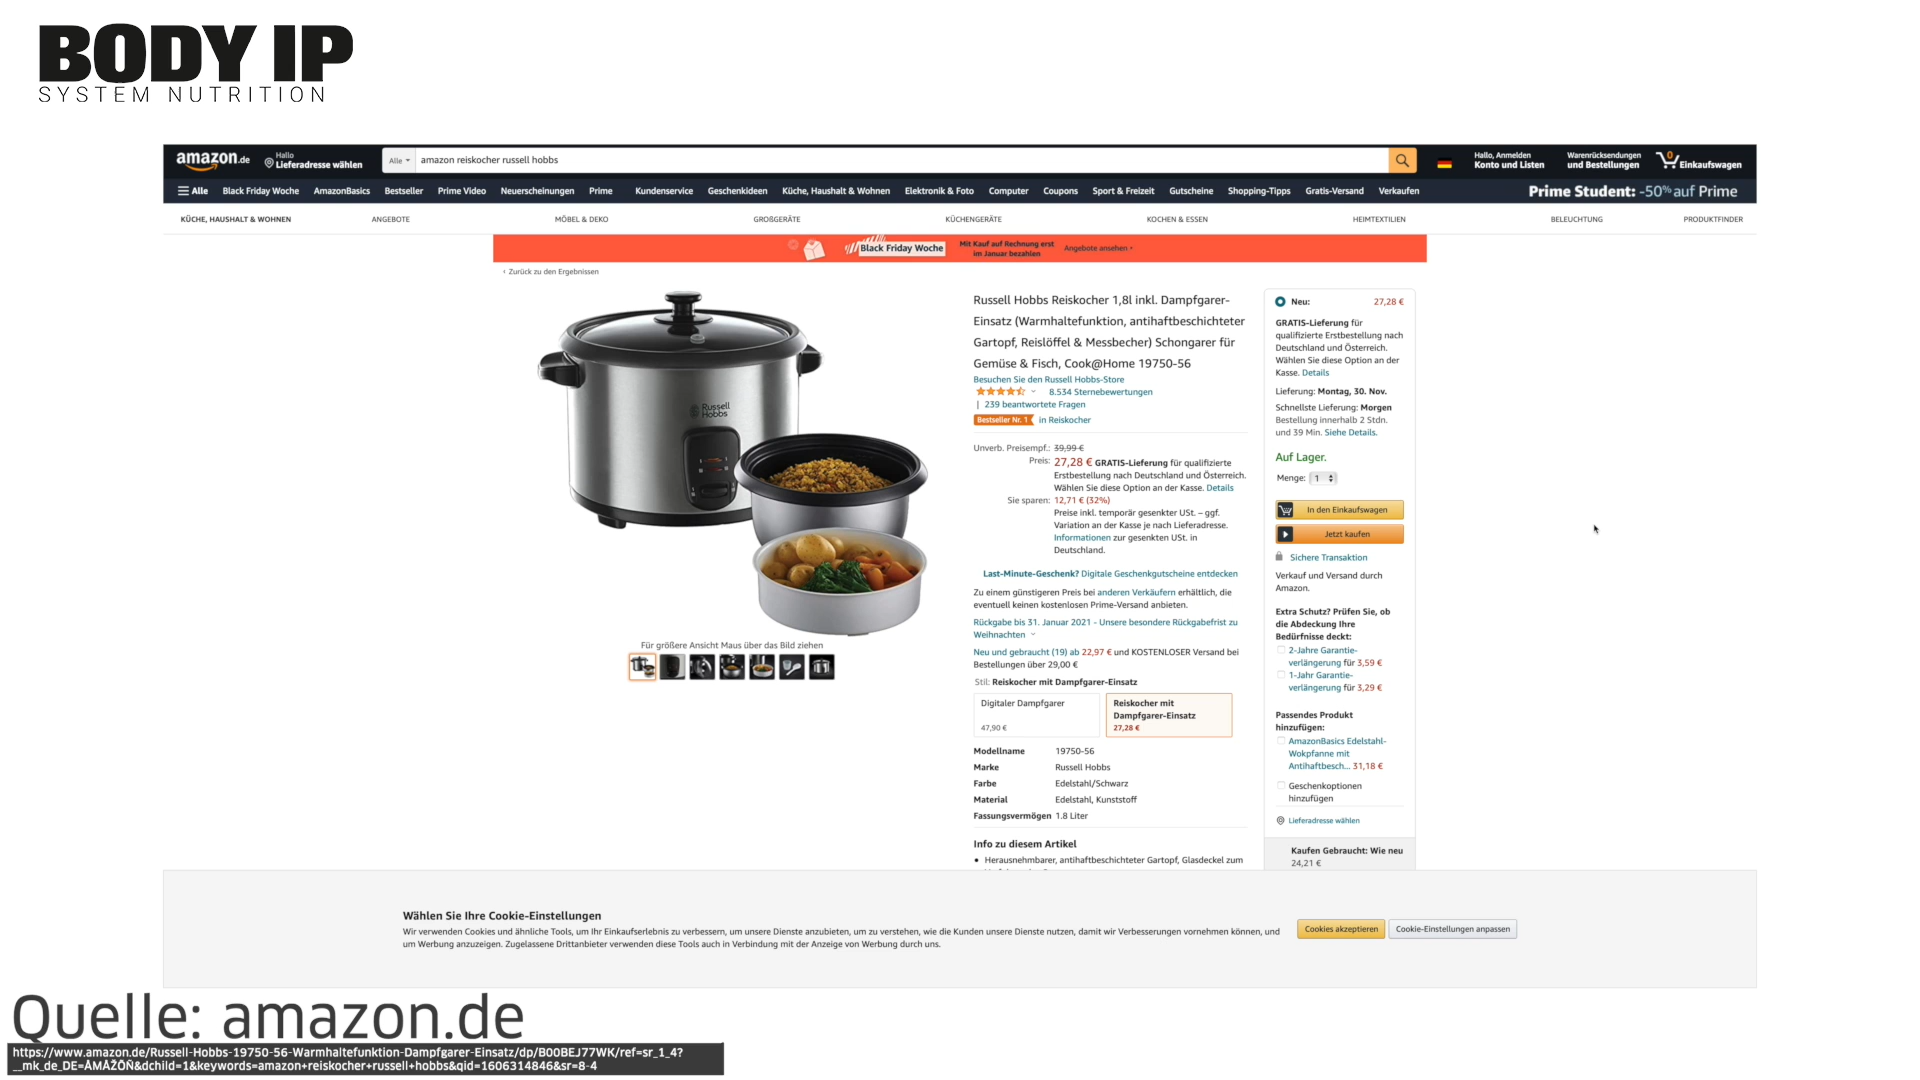 BODY IP
SYSTEM NUTRITION
amazon.de
Hallo
Lieferadresse wählen
Alle
amazon reiskocher russell hobbs
Hallo, Anmelden
Konto und Listen
Warenrücksendungen
und Bestellungen
0
Einkaufswagen
Alle
Black Friday Woche
AmazonBasics
Bestseller
Prime Video
Neuerscheinungen
Prime
Kundenservice
Geschenkideen
Küche, Haushalt & Wohnen
Elektronik & Foto
Computer
Coupons
Sport & Freizeit
Gutscheine
Shopping-Tipps
Gratis-Versand
Verkaufen
Prime Student: -50% auf Prime
KÜCHE, HAUSHALT & WOHNEN
ANGEBOTE
MÖBEL & DEKO
GROßGERÄTE
KÜCHENGERÄTE
KOCHEN & ESSEN
HEIMTEXTILIEN
BELEUCHTUNG
PRODUKTFINDER
Black Friday Woche
Mit Kauf auf Rechnung erst
im Januar bezahlen
Angebote ansehen
‹ Zurück zu den Ergebnissen
Russell
Hobbs
Für größere Ansicht Maus über das Bild ziehen
Russell Hobbs Reiskocher 1,8l inkl. Dampfgarer-
Einsatz (Warmhaltefunktion, antihaftbeschichteter
Gartopf, Reislöffel & Messbecher) Schongarer für
Gemüse & Fisch, Cook@Home 19750-56
Besuchen Sie den Russell Hobbs-Store
8.534 Sternebewertungen
| 239 beantwortete Fragen
Bestseller Nr. 1 in Reiskocher
Unverb. Preisempf.: 39,99 €
Preis: 27,28 € GRATIS-Lieferung für qualifizierte
Erstbestellung nach Deutschland und Österreich.
Wählen Sie diese Option an der Kasse. Details
Sie sparen: 12,71 € (32%)
Preise inkl. temporär gesenkter USt. – ggf.
Variation an der Kasse je nach Lieferadresse.
Informationen zur gesenkten USt. in
Deutschland.
Last-Minute-Geschenk? Digitale Geschenkgutscheine entdecken
Zu einem günstigeren Preis bei anderen Verkäufern erhältlich, die
eventuell keinen kostenlosen Prime-Versand anbieten.
Rückgabe bis 31. Januar 2021 - Unsere besondere Rückgabefrist zu
Weihnachten
Neu und gebraucht (19) ab 22,97 € und KOSTENLOSER Versand bei
Bestellungen über 29,00 €
Stil: Reiskocher mit Dampfgarer-Einsatz
Digitaler Dampfgarer
47,90 €
Reiskocher mit
Dampfgarer-Einsatz
27,28 €
Modellname 19750-56
Marke Russell Hobbs
Farbe Edelstahl/Schwarz
Material Edelstahl, Kunststoff
Fassungsvermögen 1.8 Liter
Info zu diesem Artikel
• Herausnehmbarer, antihaftbeschichteter Gartopf, Glasdeckel zum
Neu: 27,28 €
GRATIS-Lieferung für
qualifizierte Erstbestellung nach
Deutschland und Österreich.
Wählen Sie diese Option an der
Kasse. Details
Lieferung: Montag, 30. Nov.
Schnellste Lieferung: Morgen
Bestellung innerhalb 2 Stdn.
und 39 Min. Siehe Details.
Auf Lager.
Menge: 1
In den Einkaufswagen
Jetzt kaufen
Sichere Transaktion
Verkauf und Versand durch
Amazon.
Extra Schutz? Prüfen Sie, ob
die Abdeckung Ihre
Bedürfnisse deckt:
2-Jahre Garantie-
verlängerung für 3,59 €
1-Jahr Garantie-
verlängerung für 3,29 €
Passendes Produkt
hinzufügen:
AmazonBasics Edelstahl-
Wokpfanne mit
Antihaftbesch... 31,18 €
Geschenkoptionen
hinzufügen
Lieferadresse wählen
Kaufen Gebraucht: Wie neu
24,21 €
Wählen Sie Ihre Cookie-Einstellungen
Wir verwenden Cookies und ähnliche Tools, um Ihr Einkaufserlebnis zu verbessern, um unsere Dienste anzubieten, um zu verstehen, wie die Kunden unsere Dienste nutzen, damit wir Verbesserungen vornehmen können, und
um Werbung anzuzeigen. Zugelassene Drittanbieter verwenden diese Tools auch in Verbindung mit der Anzeige von Werbung durch uns.
Cookies akzeptieren
Cookie-Einstellungen anpassen
Quelle: amazon.de
https://www.amazon.de/Russell-Hobbs-19750-56-Warmhaltefunktion-Dampfgarer-Einsatz/dp/B00BEJ77WK/ref=sr_1_4?
__mk_de_DE=ÅMÅŽÕÑ&dchild=1&keywords=amazon+reiskocher+russell+hobbs&qid=1606314846&sr=8-4